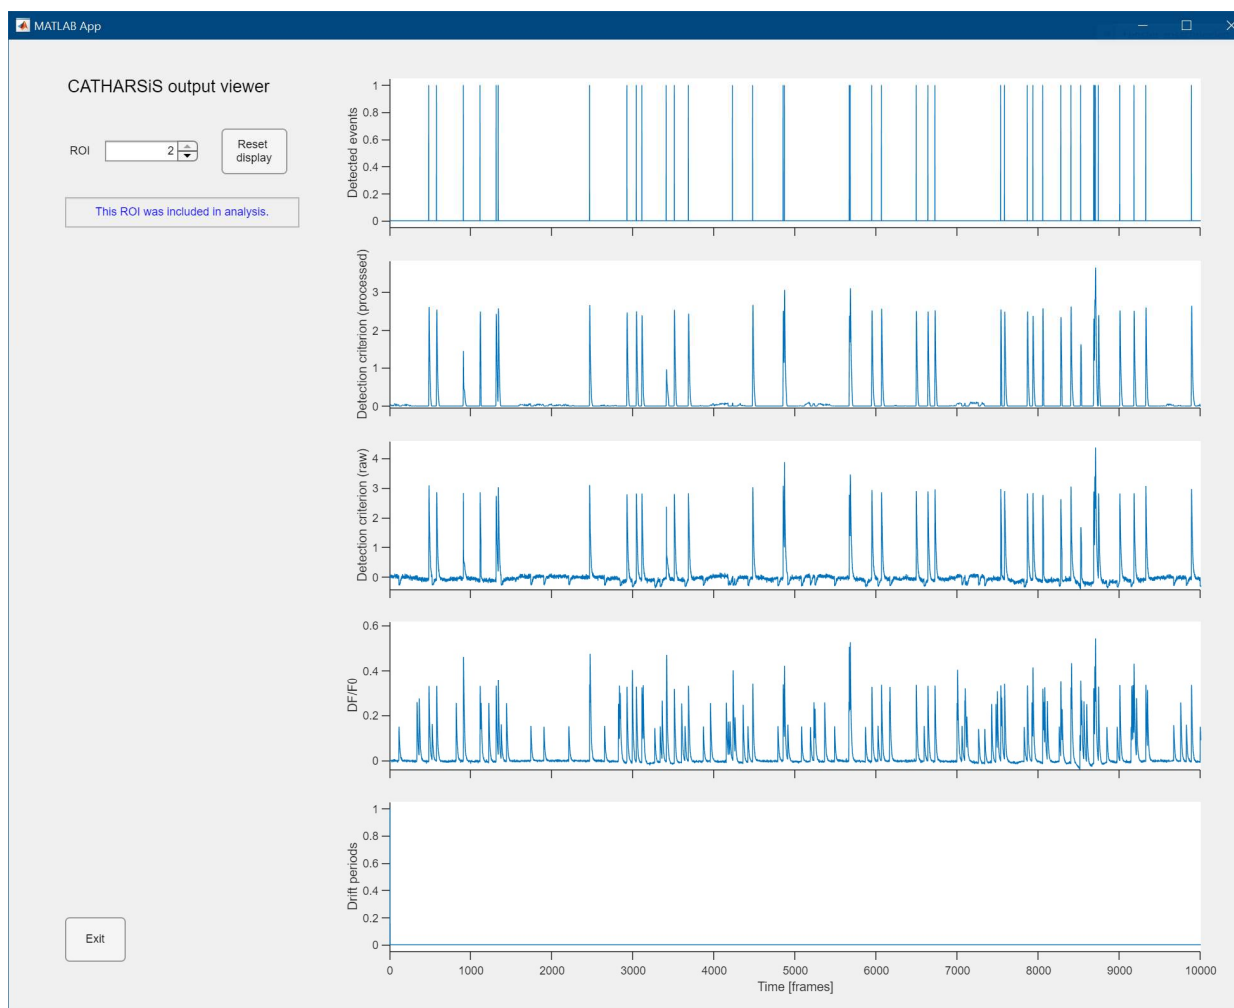 MATLAB App
CATHARSiS output viewer
ROI
2
Reset
display
This ROI was included in analysis.
Exit
Detected events
1
0.8
0.6
0.4
0.2
0
Detection criterion (processed)
3
2
1
0
Detection criterion (raw)
4
3
2
1
0
DF/F0
0.6
0.4
0.2
0
Drift periods
1
0.8
0.6
0.4
0.2
0
0 1000 2000 3000 4000 5000 6000 7000 8000 9000 10000
Time [frames]